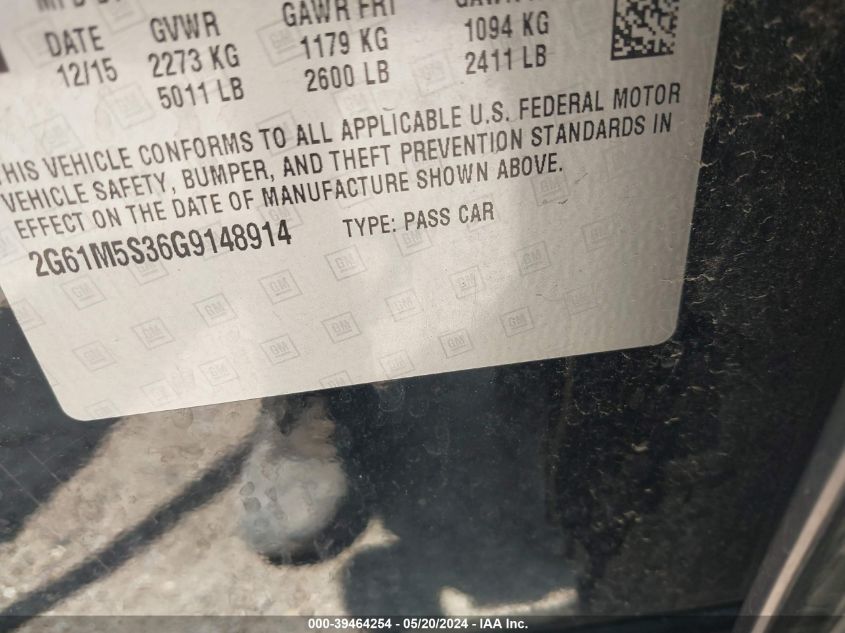 DATE GVWR GAWR FRT
12/15 2273 KG 1179 KG 1094 KG
5011 LB 2600 LB 2411 LB
THIS VEHICLE CONFORMS TO ALL APPLICABLE U.S. FEDERAL MOTOR
VEHICLE SAFETY, BUMPER, AND THEFT PREVENTION STANDARDS IN
EFFECT ON THE DATE OF MANUFACTURE SHOWN ABOVE.
2G61M5S36G9148914 TYPE: PASS CAR
GM
000-39464254 - 05/20/2024 - IAA Inc.